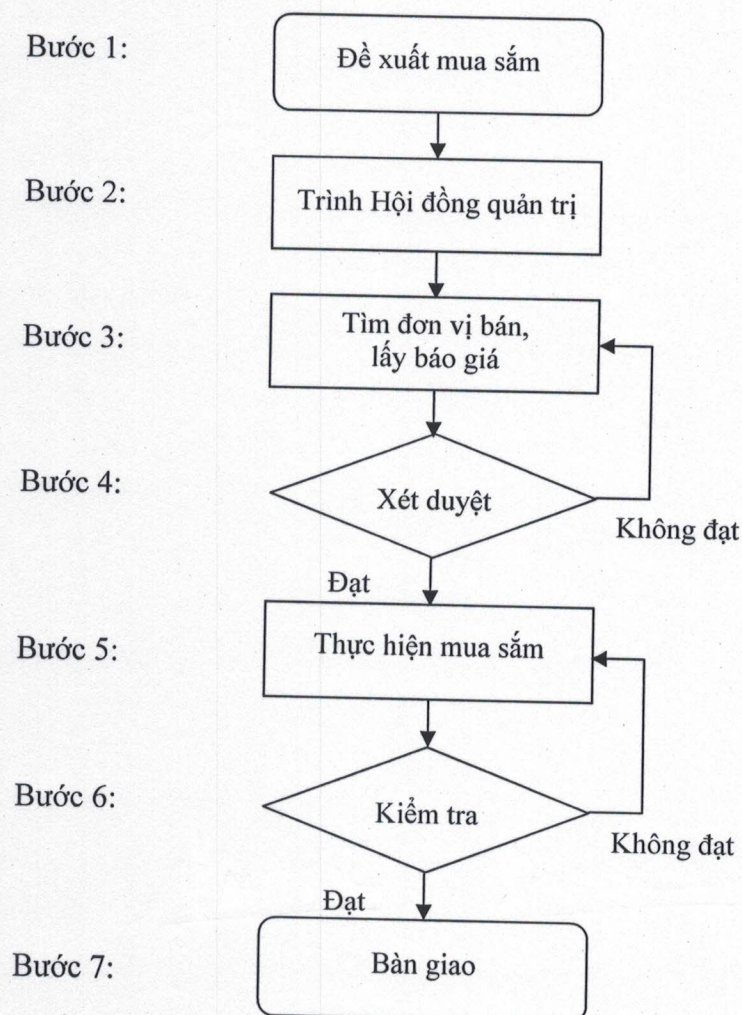 Bước 1:
Đề xuất mua sắm
Bước 2:
Trình Hội đồng quản trị
Bước 3:
Tìm đơn vị bán,
lấy báo giá
Bước 4:
Xét duyệt
Không đạt
Đạt
Bước 5:
Thực hiện mua sắm
Bước 6:
Kiểm tra
Không đạt
Đạt
Bước 7:
Bàn giao